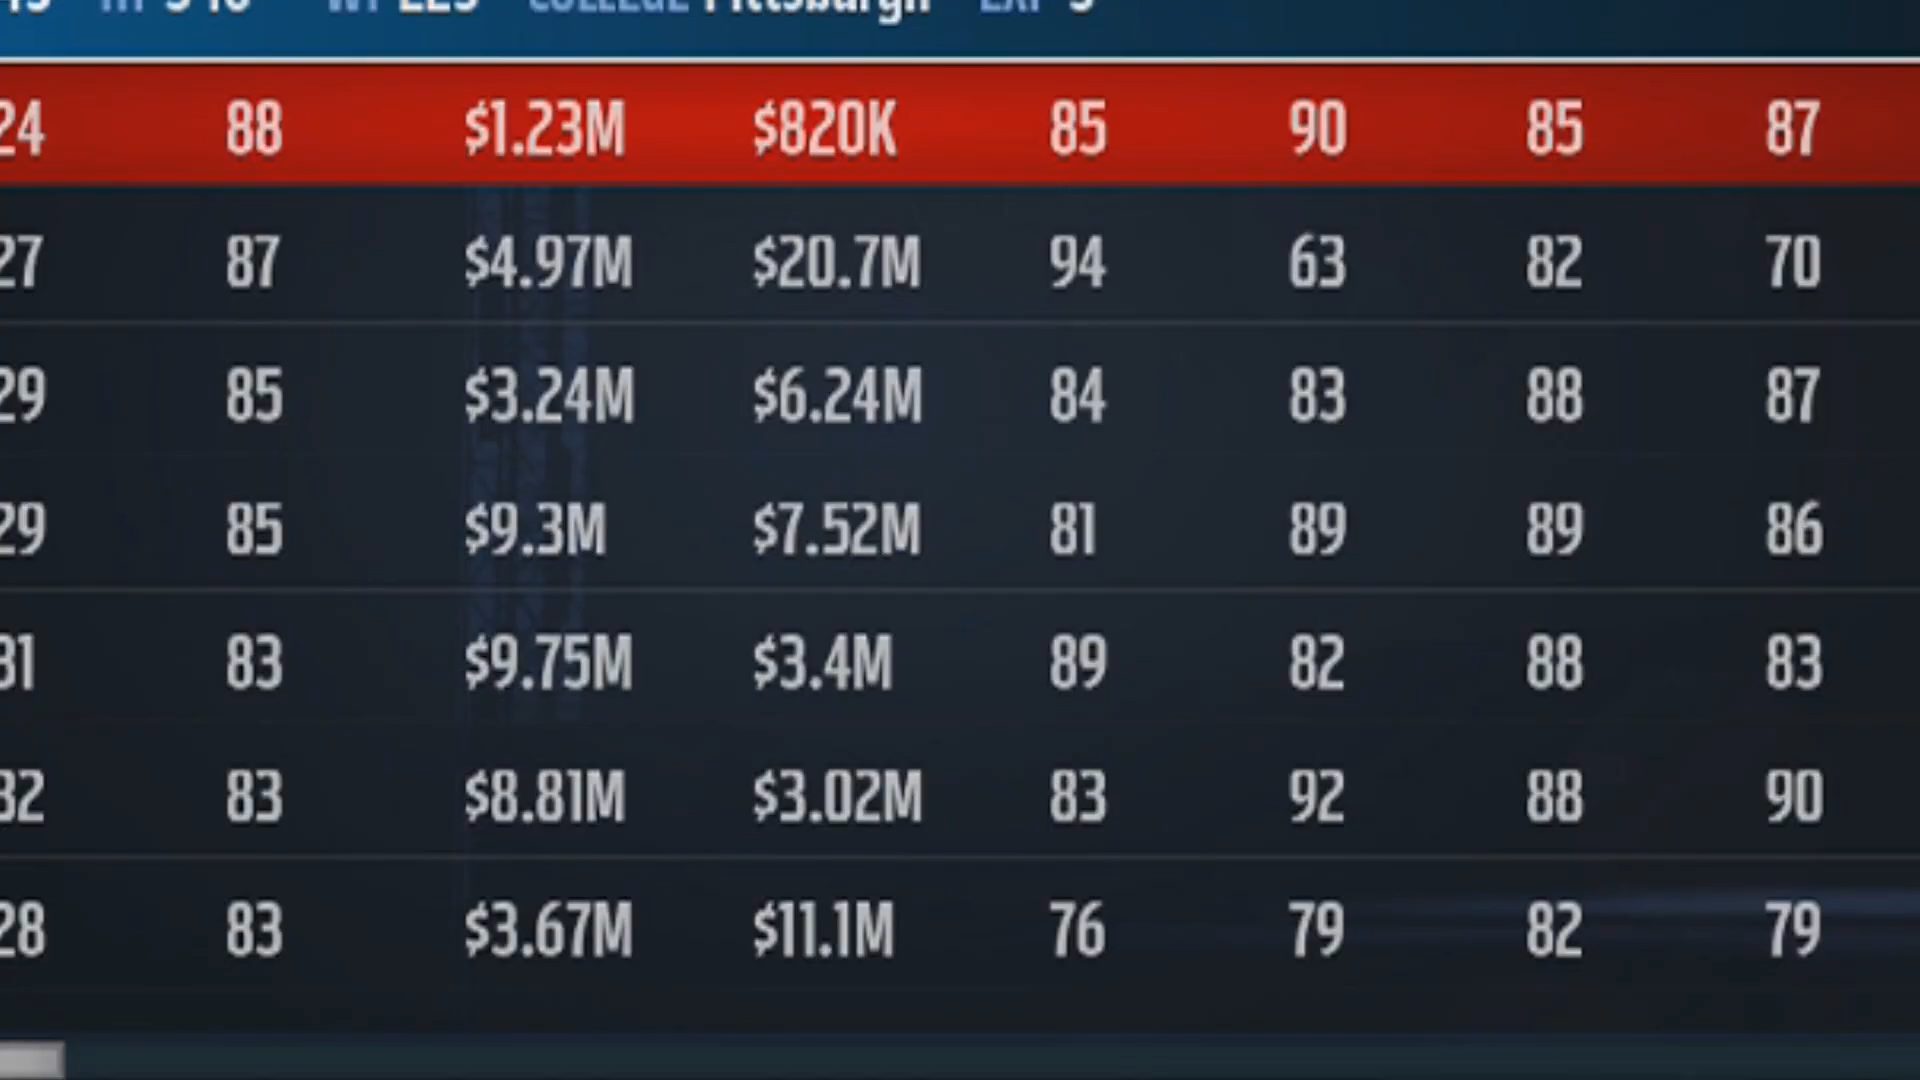 Pittsburgh
24 88 $1.23M $820K 85 90 85 87
27 87 $4.97M $20.7M 94 63 82 70
29 85 $3.24M $6.24M 84 83 88 87
29 85 $9.3M $7.52M 81 89 89 86
31 83 $9.75M $3.4M 89 82 88 83
32 83 $8.81M $3.02M 83 92 88 90
28 83 $3.67M $11.1M 76 79 82 79